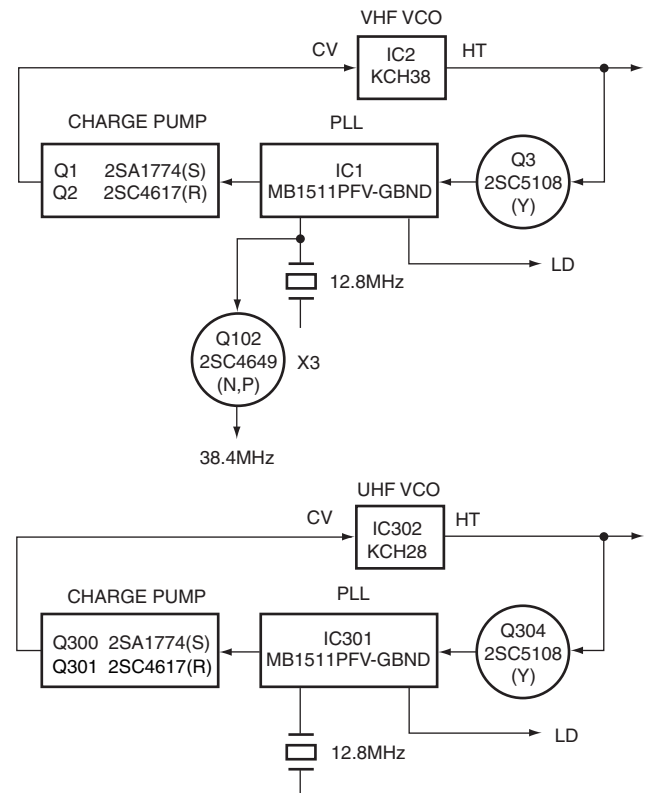 VHF VCO
CV
IC2
KCH38
HT
CHARGE PUMP
Q1 2SA1774(S)
Q2 2SC4617(R)
PLL
IC1
MB1511PFV-GBND
Q3
2SC5108
(Y)
LD
12.8MHz
Q102
2SC4649
(N,P)
X3
38.4MHz
UHF VCO
CV
IC302
KCH28
HT
CHARGE PUMP
Q300 2SA1774(S)
Q301 2SC4617(R)
PLL
IC301
MB1511PFV-GBND
Q304
2SC5108
(Y)
LD
12.8MHz